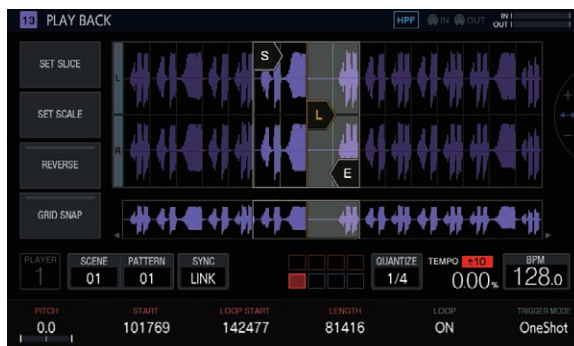 13 PLAY BACK
HPF IN OUT IN OUT
SET SLICE
SET SCALE
REVERSE
GRID SNAP
L
R
S
L
E
PLAYER 1
SCENE 01
PATTERN 01
SYNC LINK
QUANTIZE 1/4
TEMPO ±10 0.00%
BPM 128.0
PITCH START LOOP START LENGTH LOOP TRIGGER MODE
0.0 101769 142477 81416 ON OneShot